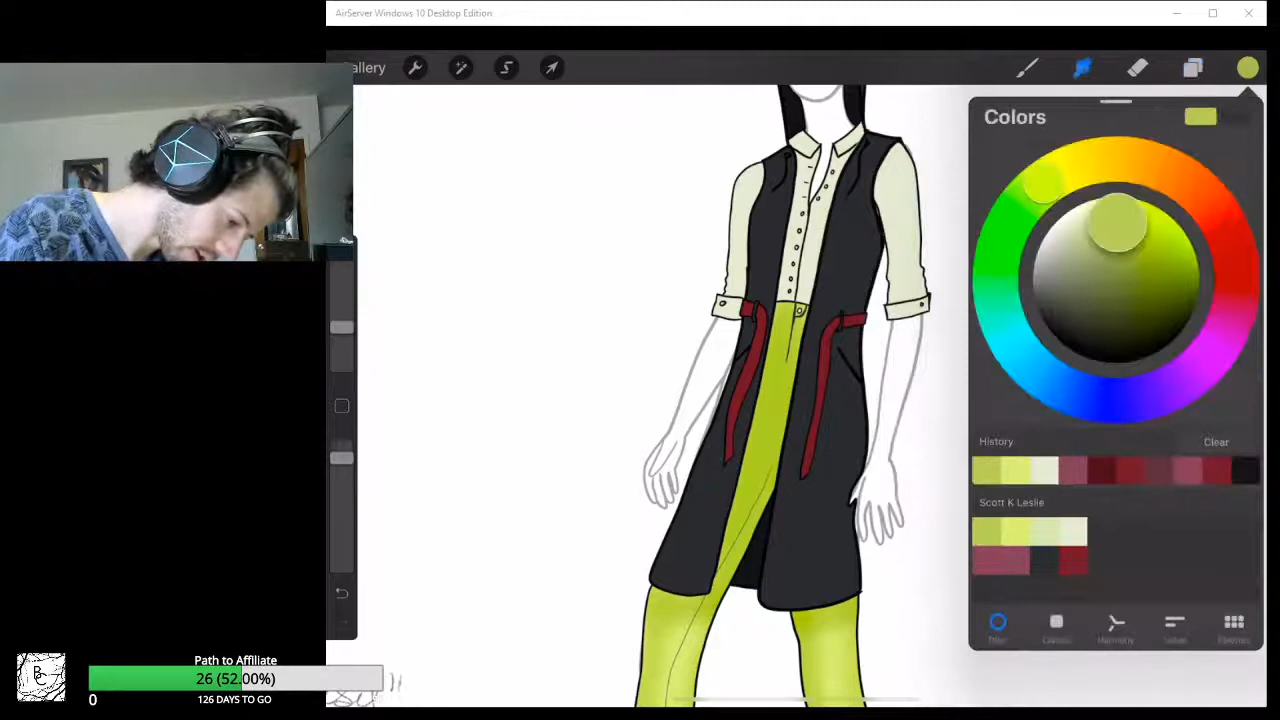 AirServer Windows 10 Desktop Edition
allery
Colors
History
Clear
Scott K Leslie
Harmony
Path to Affiliate
26 (52.00%)
0
126 DAYS TO GO